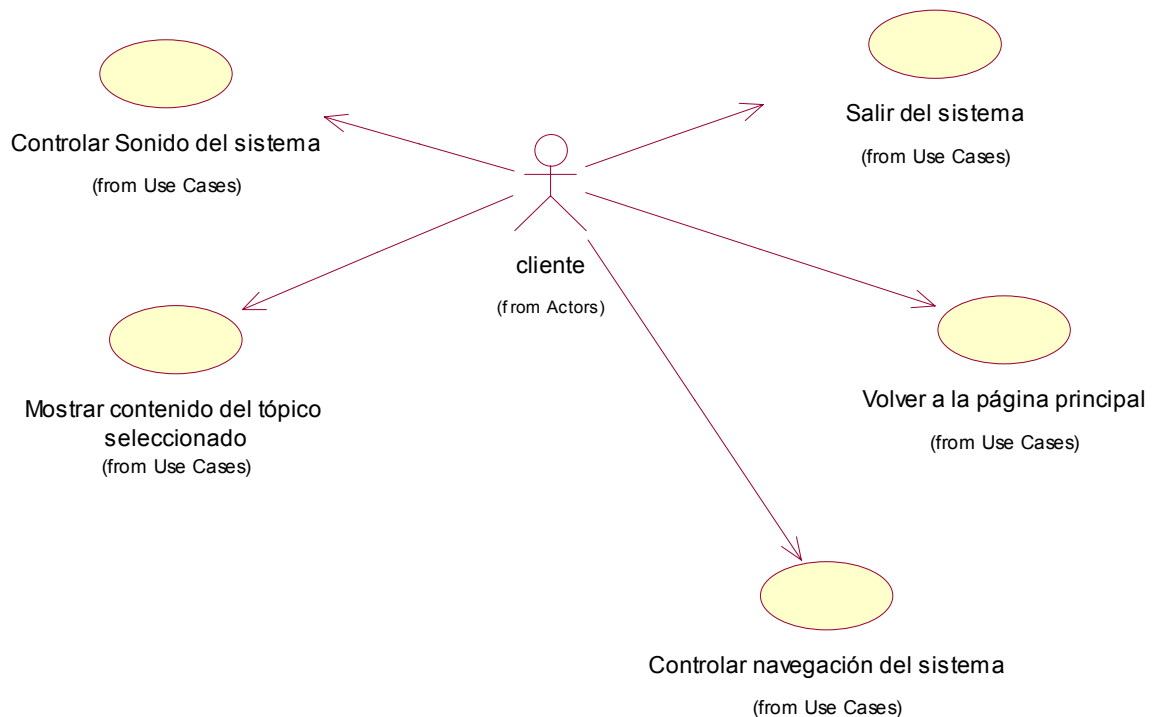 Controlar Sonido del sistema
(from Use Cases)
Salir del sistema
(from Use Cases)
cliente
(from Actors)
Mostrar contenido del tópico
seleccionado
(from Use Cases)
Volver a la página principal
(from Use Cases)
Controlar navegación del sistema
(from Use Cases)